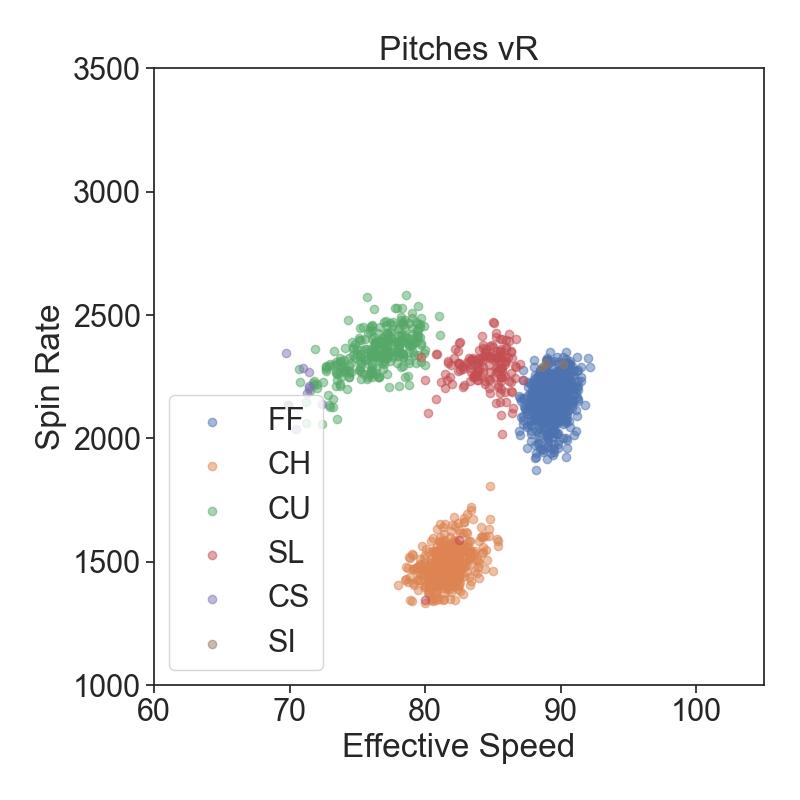 Pitches vR
3500
3000
2500
2000
1500
1000
Spin Rate
FF
CH
CU
SL
CS
SI
60 70 80 90 100
Effective Speed